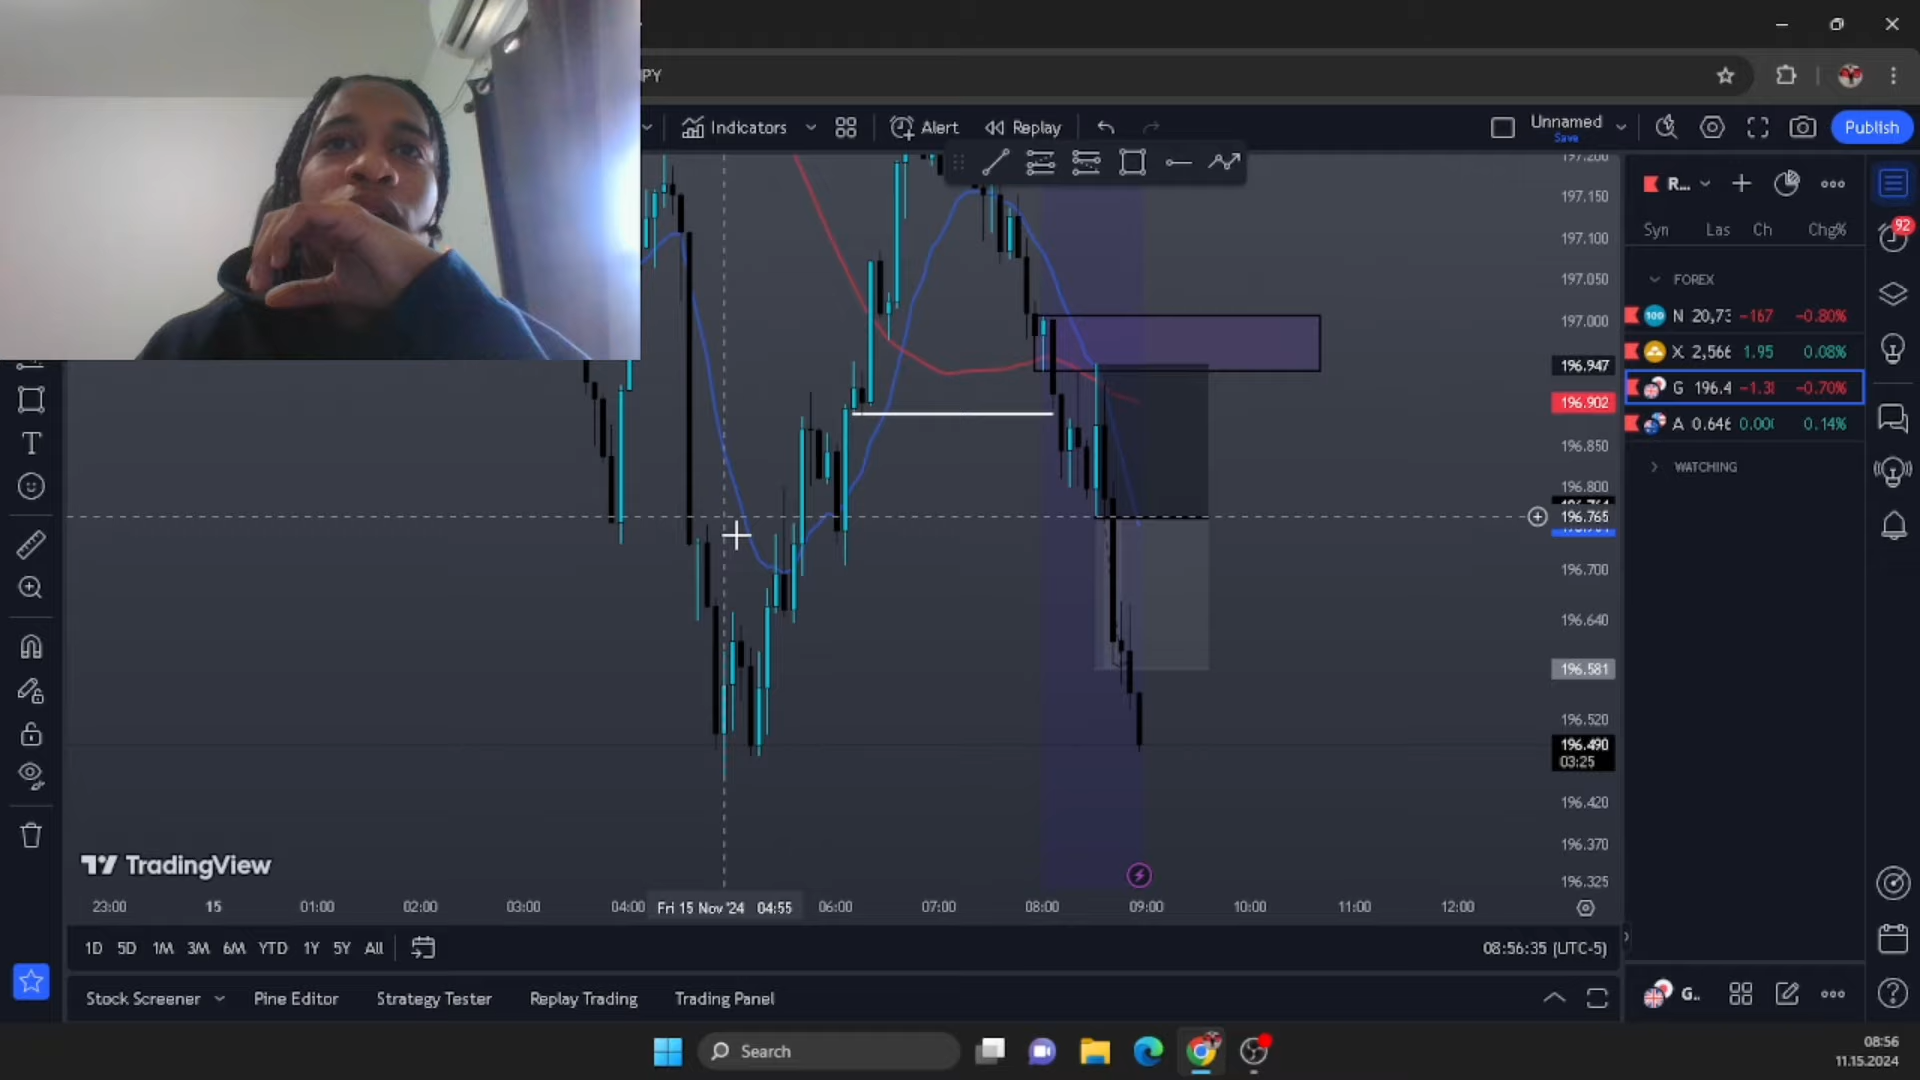 PY
Indicators
Alert
Replay
Unnamed
Save
Publish
197.200
197.150
197.100
197.050
197.000
196.947
196.902
196.850
196.800
196.765
196.700
196.640
196.581
196.520
196.490
03:25
196.420
196.370
196.325
R...
Syn Las Ch Chg%
FOREX
100 N 20,73 −167 −0.80%
X 2,566 1.95 0.08%
G 196.4 −1.38 −0.70%
A 0.646 0.000 0.14%
WATCHING
92
T
TradingView
23:00 15 01:00 02:00 03:00 04:00 Fri 15 Nov '24 04:55 06:00 07:00 08:00 09:00 10:00 11:00 12:00
1D 5D 1M 3M 6M YTD 1Y 5Y All
08:56:35 (UTC-5)
Stock Screener Pine Editor Strategy Tester Replay Trading Trading Panel
G..
Search
08:56
11.15.2024